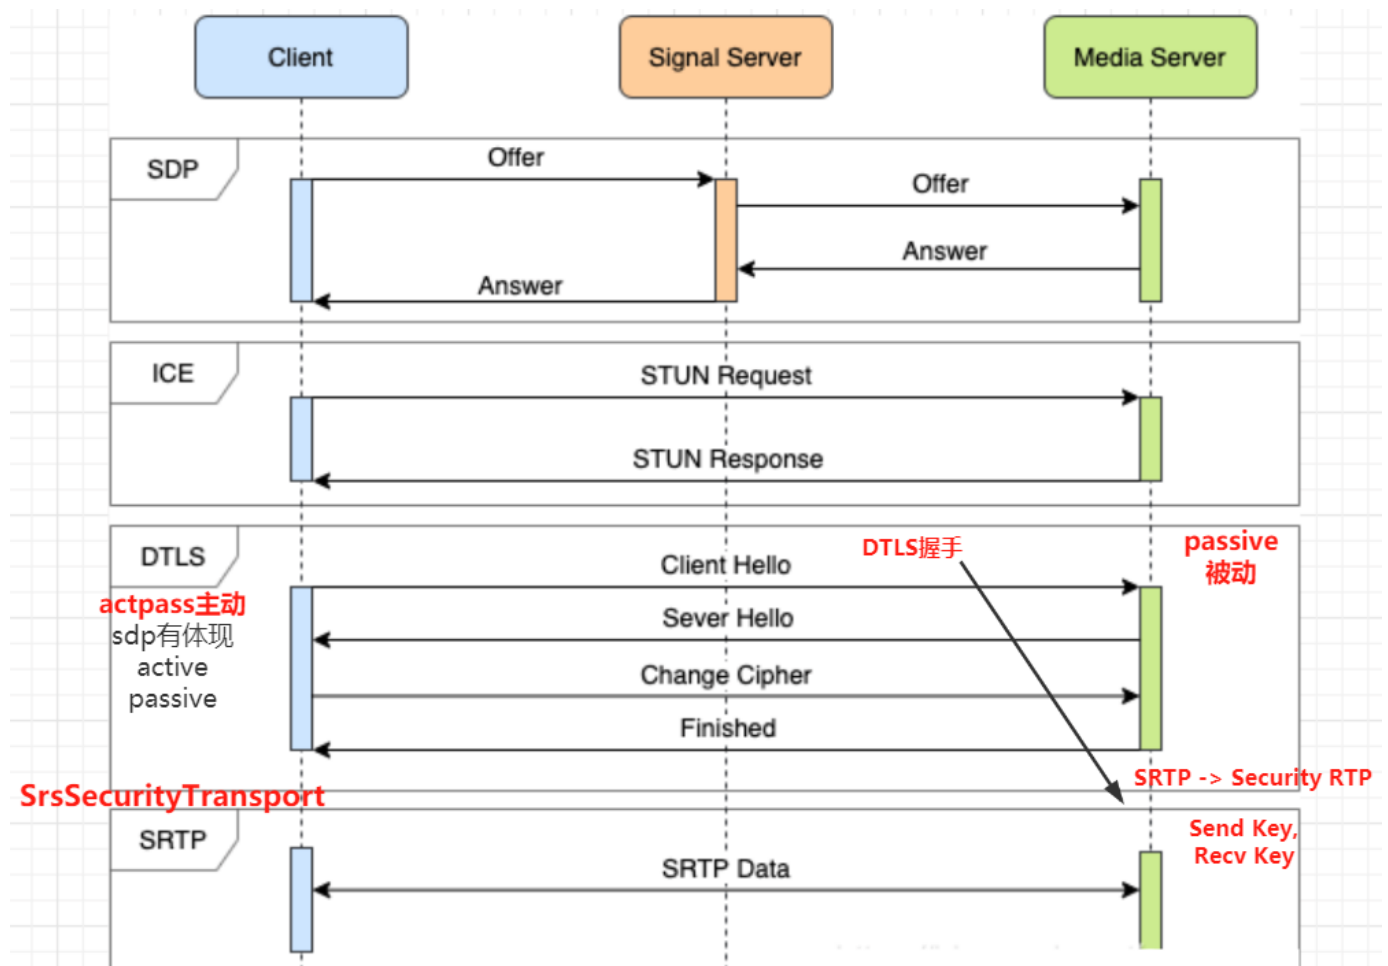 Client
Signal Server
Media Server
SDP
Offer
Offer
Answer
Answer
ICE
STUN Request
STUN Response
DTLS
DTLS握手
passive
被动
Client Hello
actpass主动
Sever Hello
sdp有体现
active
Change Cipher
passive
Finished
SRTP -> Security RTP
SrsSecurityTransport
SRTP
Send Key,
Recv Key
SRTP Data